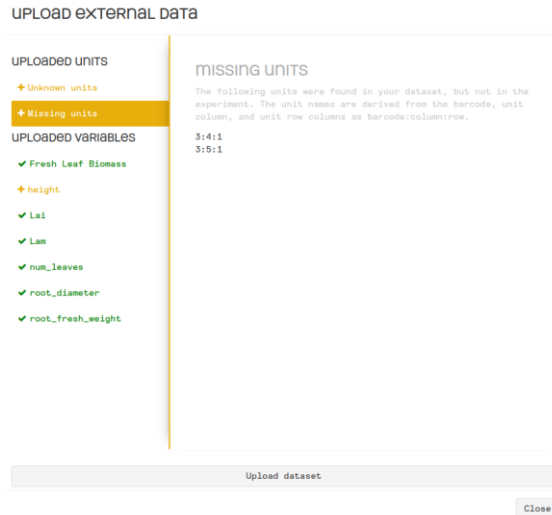 UPLOAD EXTERNAL DATA
UPLOADED UNITS
Unknown units
Missing units
UPLOADED VARIABLES
Fresh Leaf Biomass
height
Lai
Lam
num_leaves
root_diameter
root_fresh_weight
MISSING UNITS
The following units were found in your dataset, but not in the
experiment. The unit names are derived from the barcode, unit
column, and unit row columns as barcode:column:row.
3:4:1
3:5:1
Upload dataset
Close